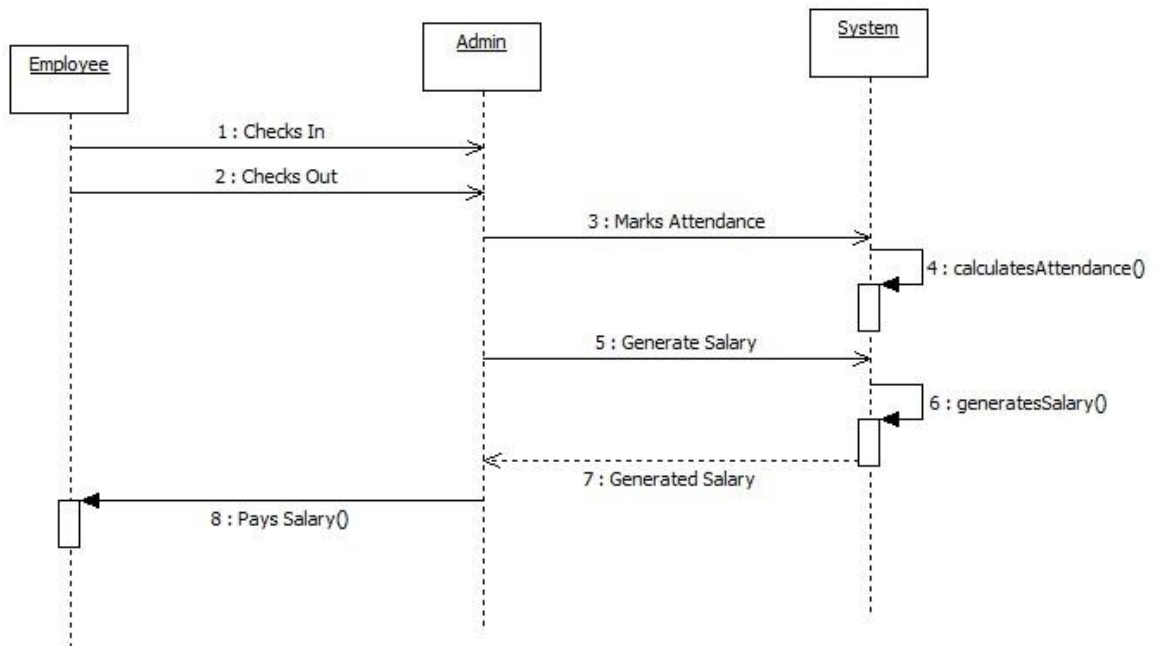 System
Admin
Employee
1 : Checks In
2 : Checks Out
3 : Marks Attendance
4 : calculatesAttendance()
5 : Generate Salary
6 : generatesSalary()
7 : Generated Salary
8 : Pays Salary()